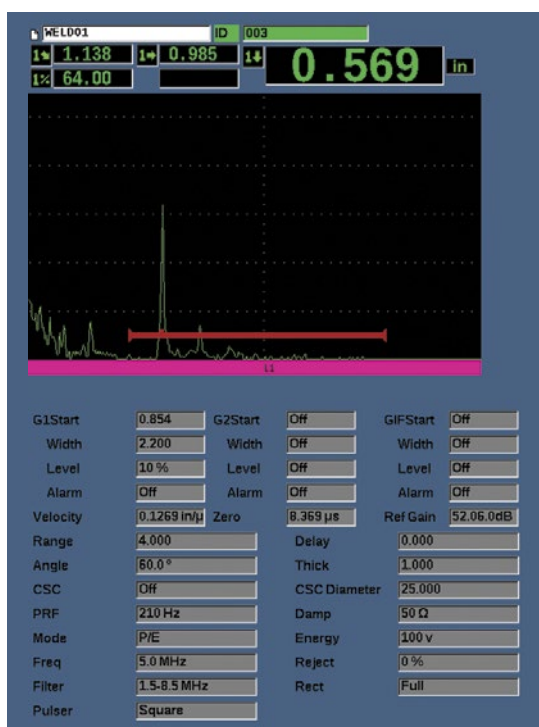 WELD01 ID 003
1 1.138 1 0.985 1 0.569 in
1% 64.00
L1
G1Start 0.854 G2Start Off GIFStart Off
Width 2.200 Width Off Width Off
Level 10 % Level Off Level Off
Alarm Off Alarm Off Alarm Off
Velocity 0.1269 in/µ Zero 8.369 µs Ref Gain 52.06.0dB
Range 4.000 Delay 0.000
Angle 60.0° Thick 1.000
CSC Off CSC Diameter 25.000
PRF 210 Hz Damp 50 Ω
Mode P/E Energy 100 v
Freq 5.0 MHz Reject 0 %
Filter 1.5-8.5 MHz Rect Full
Pulser Square